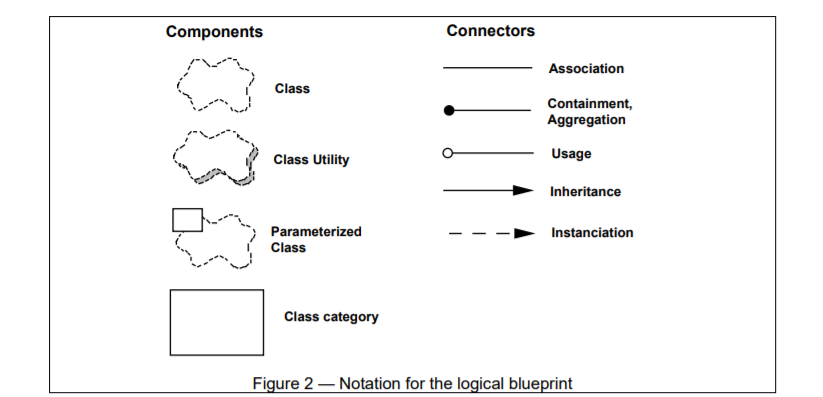 Components
Class
Class Utility
Parameterized
Class
Class category
Connectors
Association
Containment,
Aggregation
Usage
Inheritance
Instanciation
Figure 2 — Notation for the logical blueprint